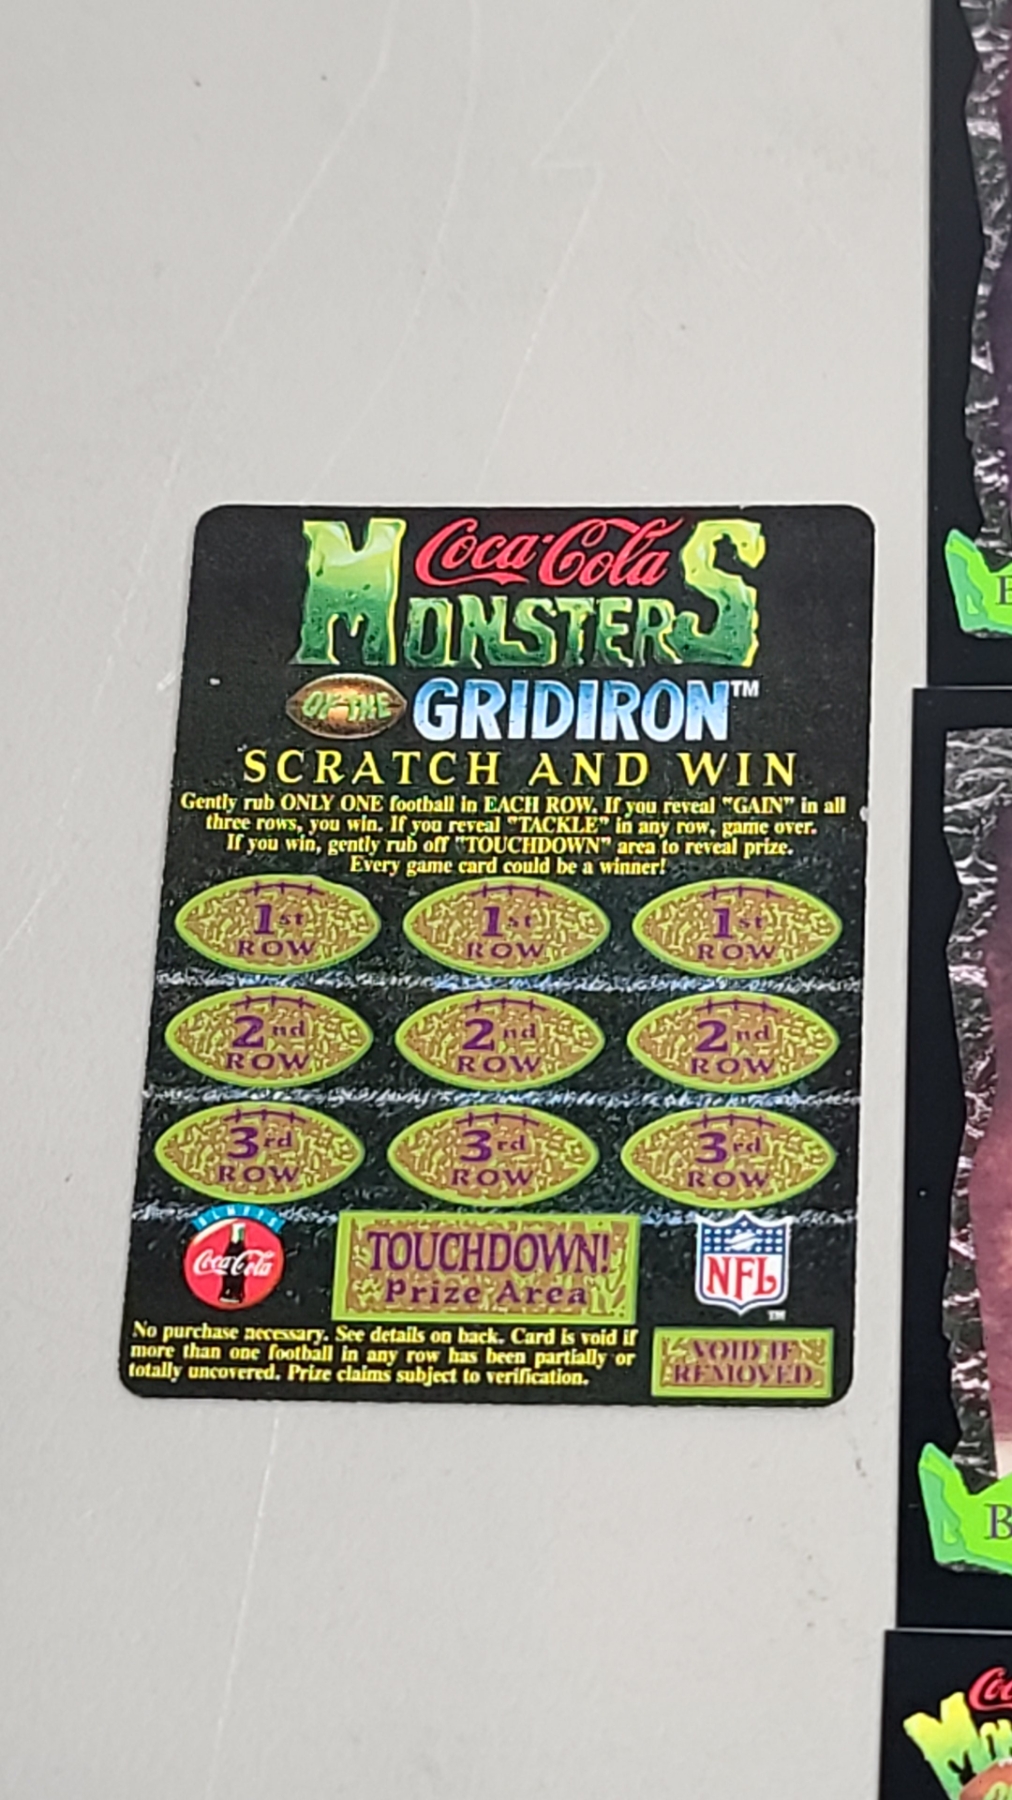 Coca-Cola
MONSTERS
OF THE GRIDIRON™
SCRATCH AND WIN
Gently rub ONLY ONE football in EACH ROW. If you reveal "GAIN" in all
three rows, you win. If you reveal "TACKLE" in any row, game over.
If you win, gently rub off "TOUCHDOWN" area to reveal prize.
Every game card could be a winner!
1st ROW 1st ROW 1st ROW
2nd ROW 2nd ROW 2nd ROW
3rd ROW 3rd ROW 3rd ROW
ALWAYS
Coca-Cola
TOUCHDOWN!
Prize Area
NFL
TM
No purchase necessary. See details on back. Card is void if
more than one football in any row has been partially or
totally uncovered. Prize claims subject to verification.
VOID IF
REMOVED
B